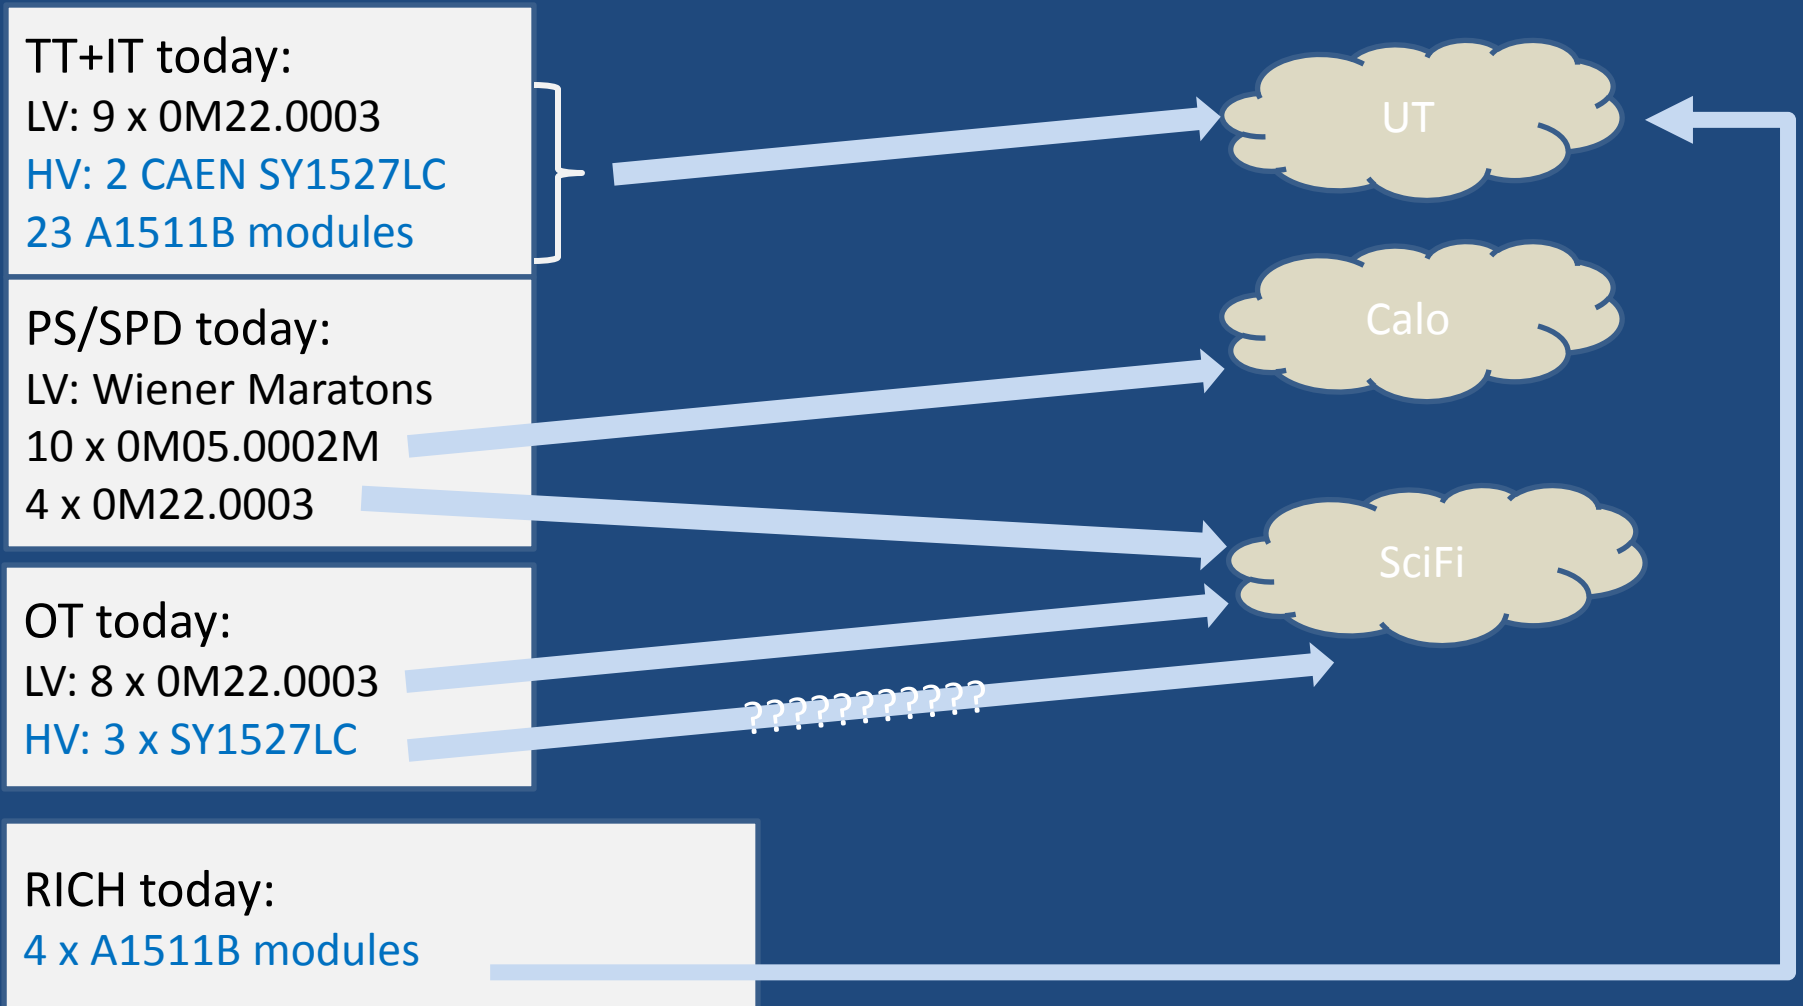 TT+IT today:
LV: 9 x 0M22.0003
HV: 2 CAEN SY1527LC
23 A1511B modules
UT
PS/SPD today:
LV: Wiener Maratons
10 x 0M05.0002M
4 x 0M22.0003
Calo
SciFi
OT today:
LV: 8 x 0M22.0003
HV: 3 x SY1527LC
???????????
RICH today:
4 x A1511B modules